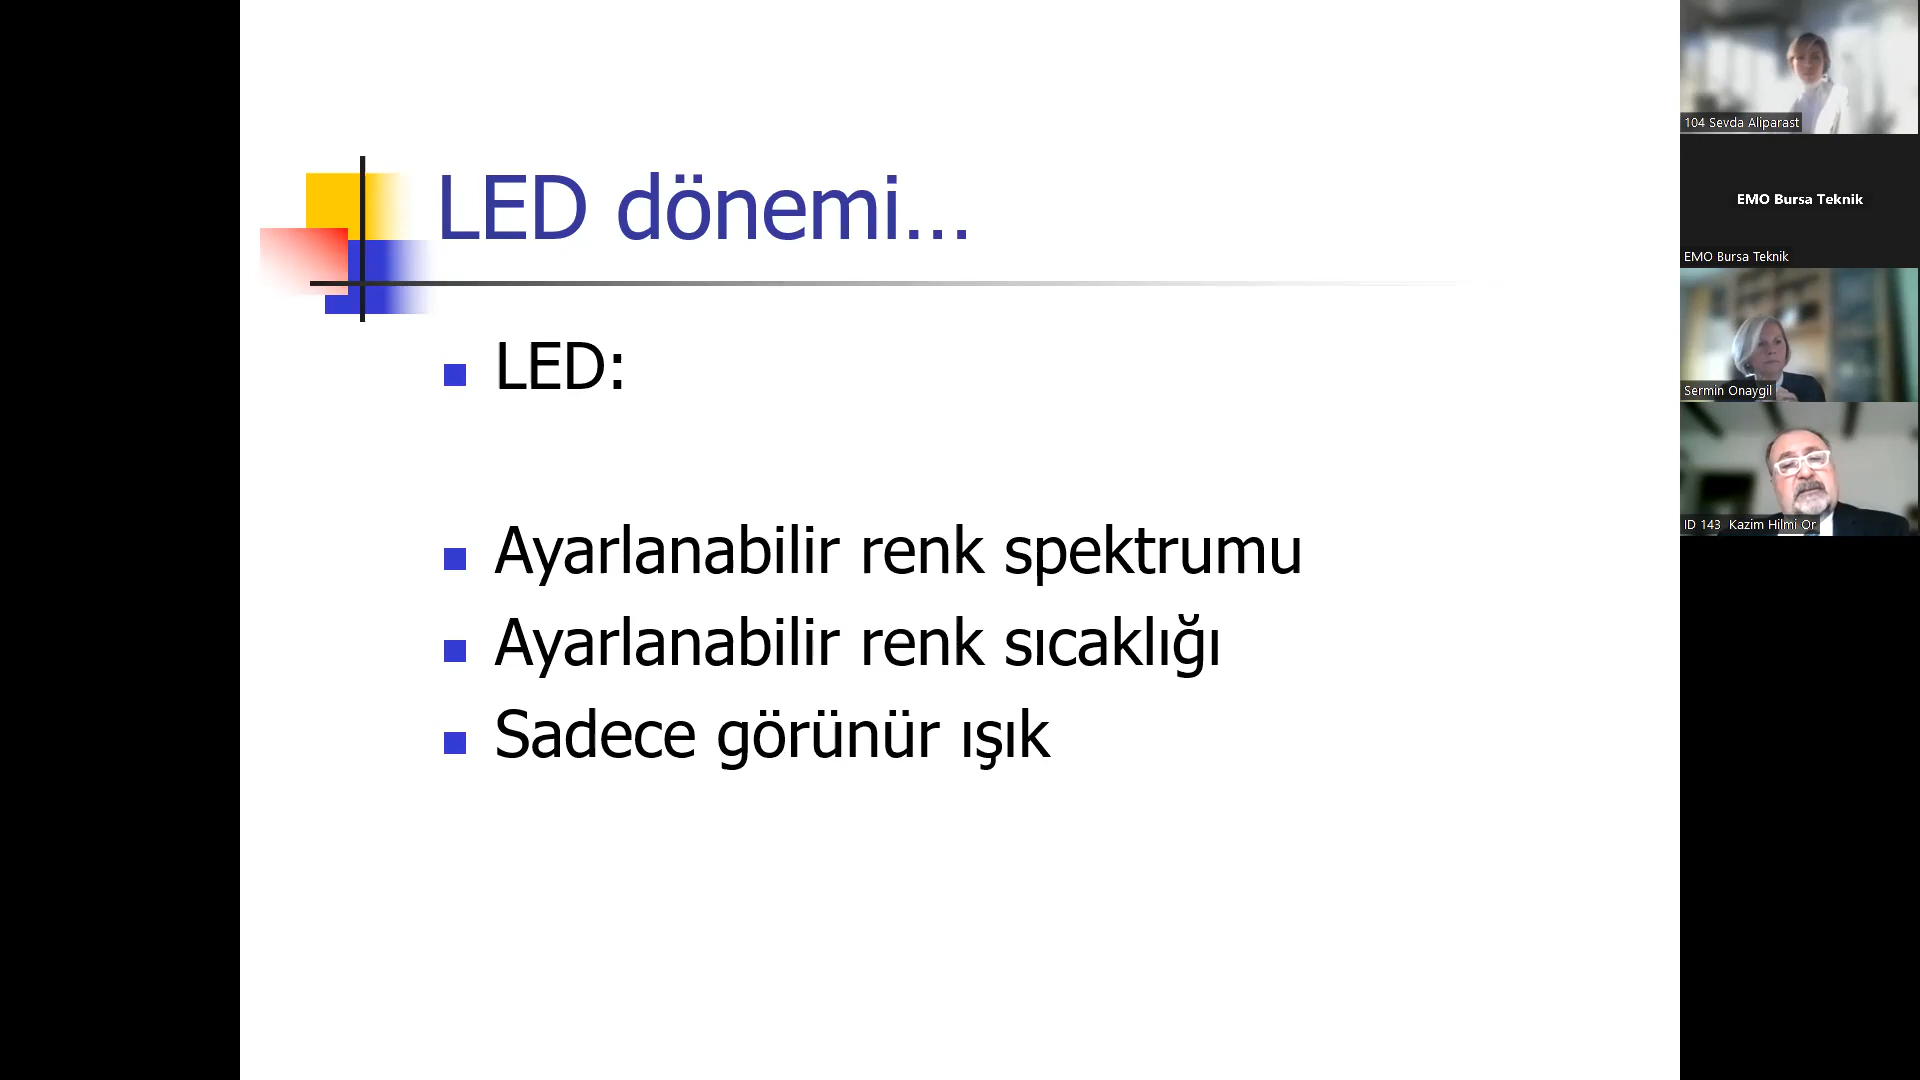 LED dönemi...
LED:
Ayarlanabilir renk spektrumu
Ayarlanabilir renk sıcaklığı
Sadece görünür ışık
104 Sevda Aliparast
EMO Bursa Teknik
EMO Bursa Teknik
Sermin Onaygil
ID 143 Kazim Hilmi Or